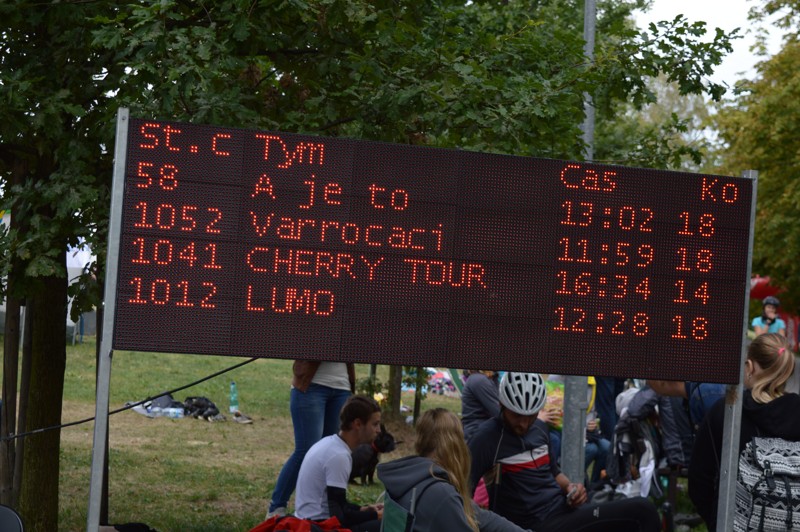 St.c Tym Cas Ko
58 A je to 13:02 18
1052 Varrocaci 11:59 18
1041 CHERRY TOUR 16:34 14
1012 LUMO 12:28 18